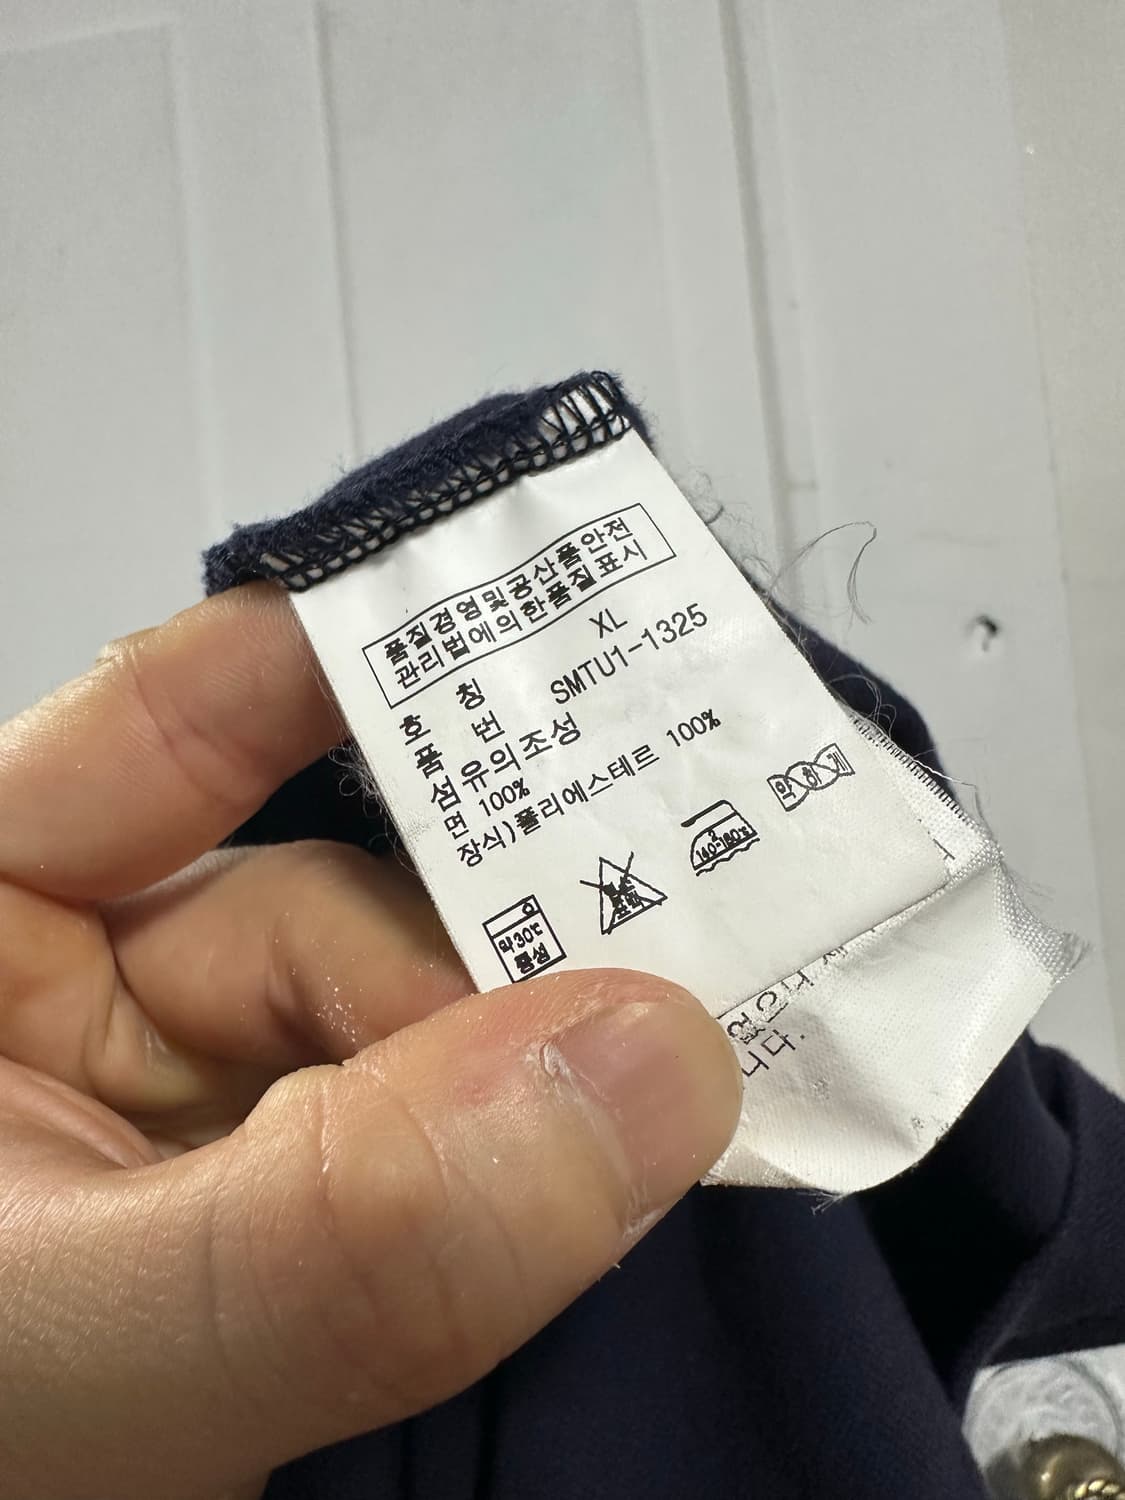 품질경영및공산품안전
관리법에의한품질표시
호 칭 XL
품 번 SMTU1-1325
섬유의조성
면 100%
장식)폴리에스테르 100%
약30℃
중성
140~160℃
약하게
니다.